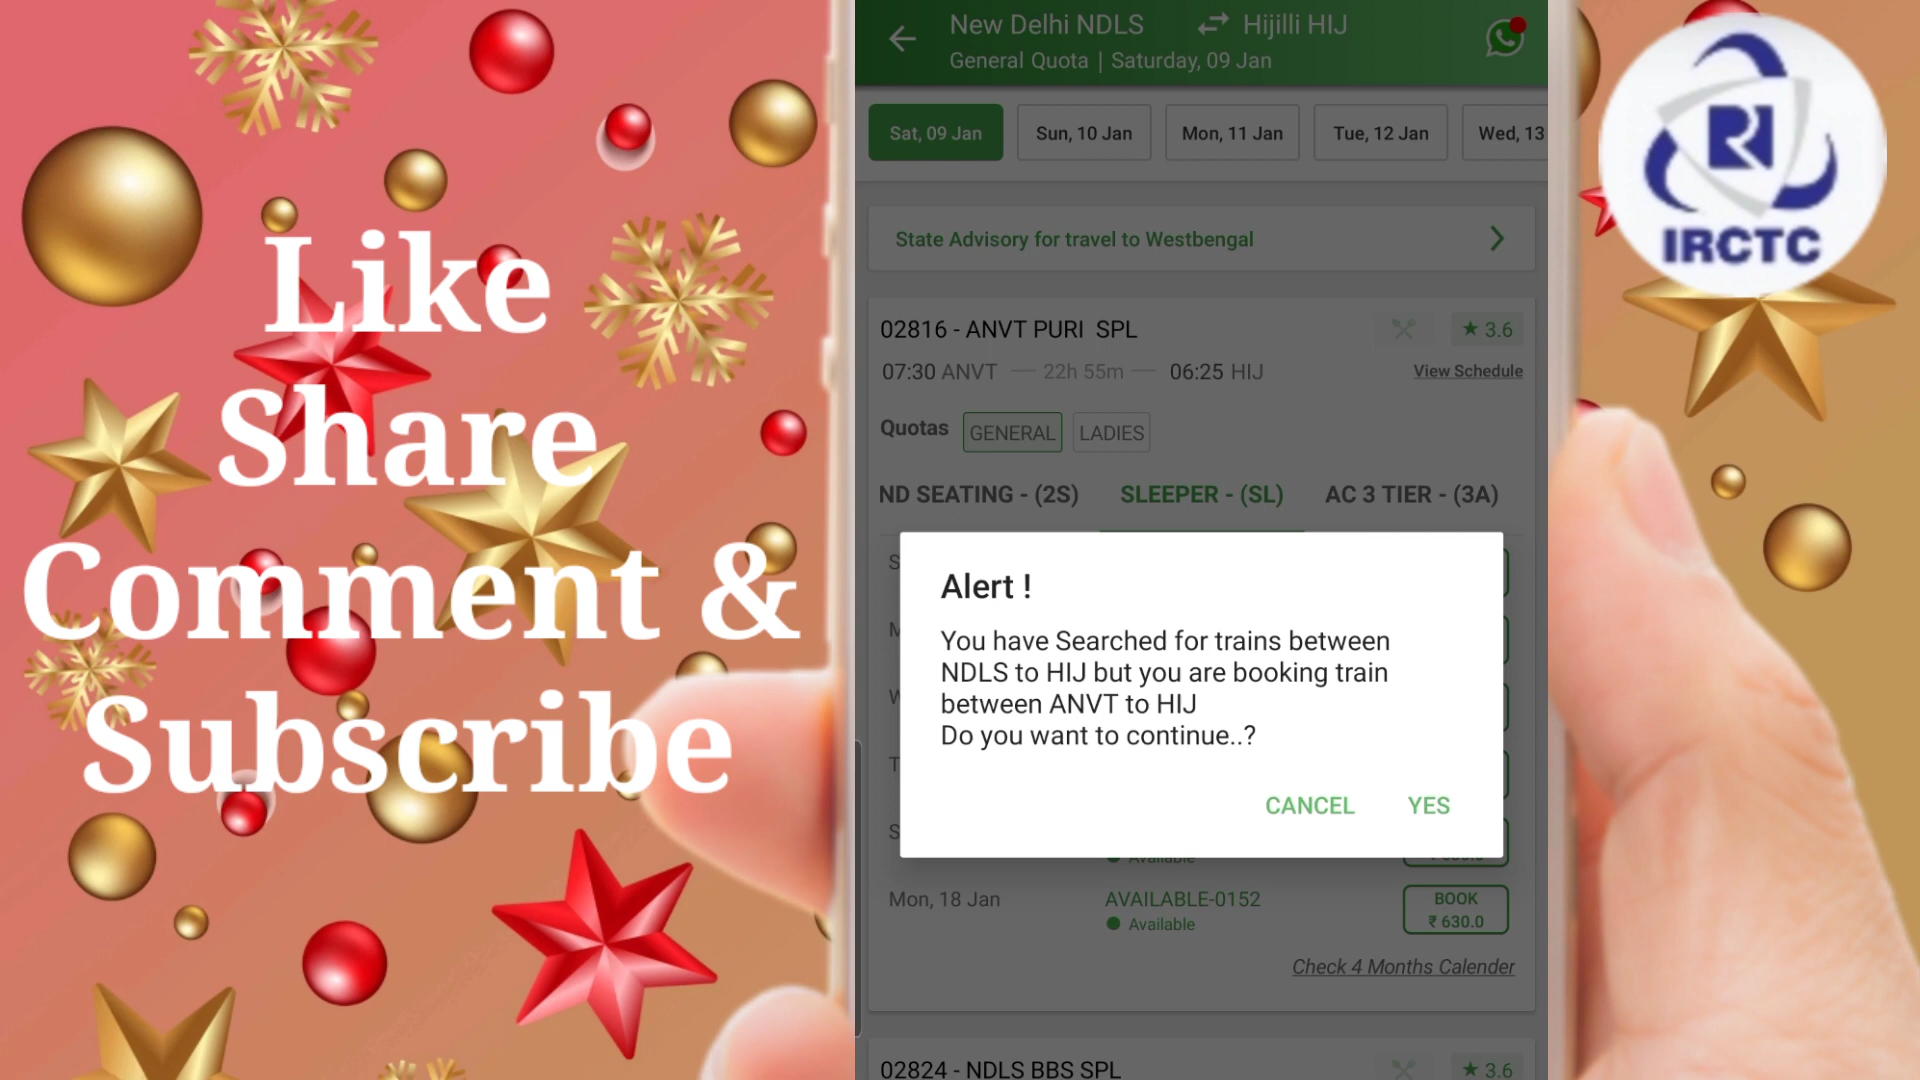 Like
Share
Comment &
Subscribe
New Delhi NDLS Hijilli HIJ
General Quota | Saturday, 09 Jan
Sat, 09 Jan
Sun, 10 Jan
Mon, 11 Jan
Tue, 12 Jan
Wed, 13
State Advisory for travel to Westbengal
02816 - ANVT PURI SPL
★ 3.6
07:30 ANVT — 22h 55m — 06:25 HIJ
View Schedule
Quotas GENERAL LADIES
ND SEATING - (2S) SLEEPER - (SL) AC 3 TIER - (3A)
Alert !
You have Searched for trains between
NDLS to HIJ but you are booking train
between ANVT to HIJ
Do you want to continue..?
CANCEL YES
Available
Mon, 18 Jan AVAILABLE-0152
Available
BOOK
₹ 630.0
Check 4 Months Calender
02824 - NDLS BBS SPL
★ 3.6
IRCTC